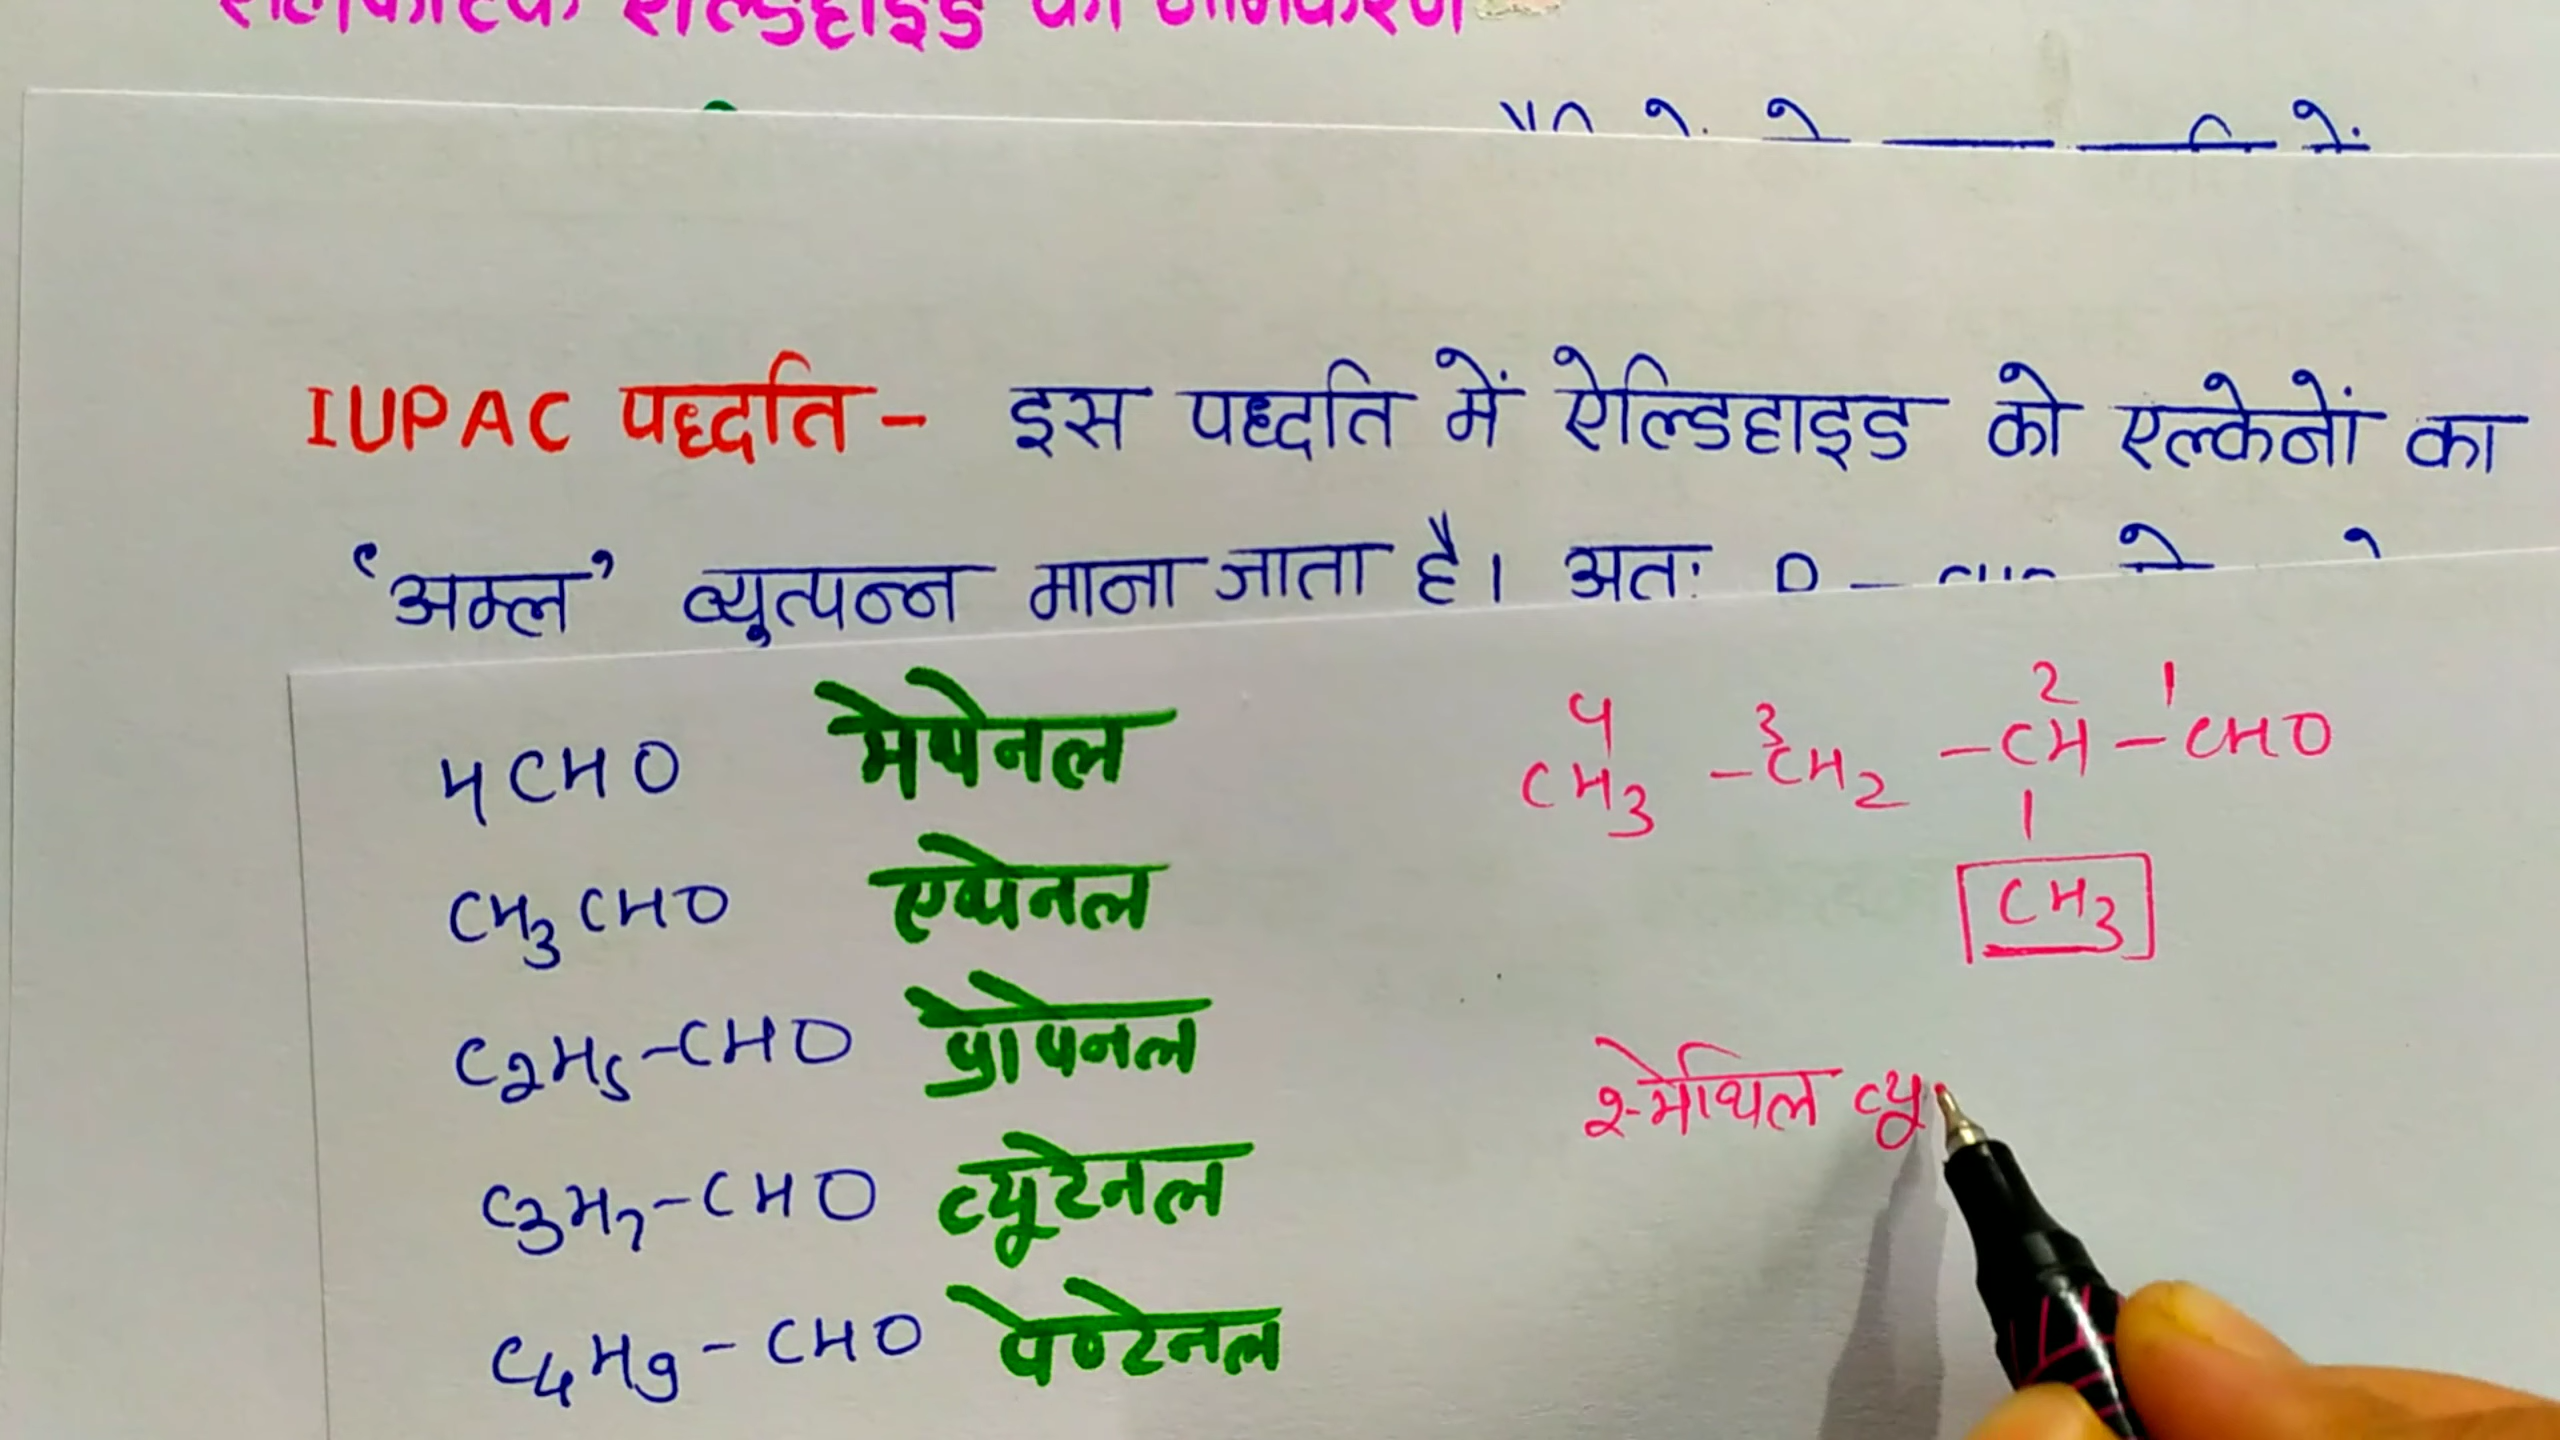 का नामकरण
IUPAC पद्धति - इस पद्धति में ऐल्डिहाइड को एल्केनों का
‘अम्ल’ व्युत्पन्न माना जाता है। अतः
HCHO मेथेनल
CH3CHO एथेनल
C2H5-CHO प्रोपेनल
C3H7-CHO ब्यूटेनल
C4H9-CHO पेण्टेनल
4 3 2 1
CH3 -CH2 -CH-CHO
CH3
2-मेथिल ब्यू